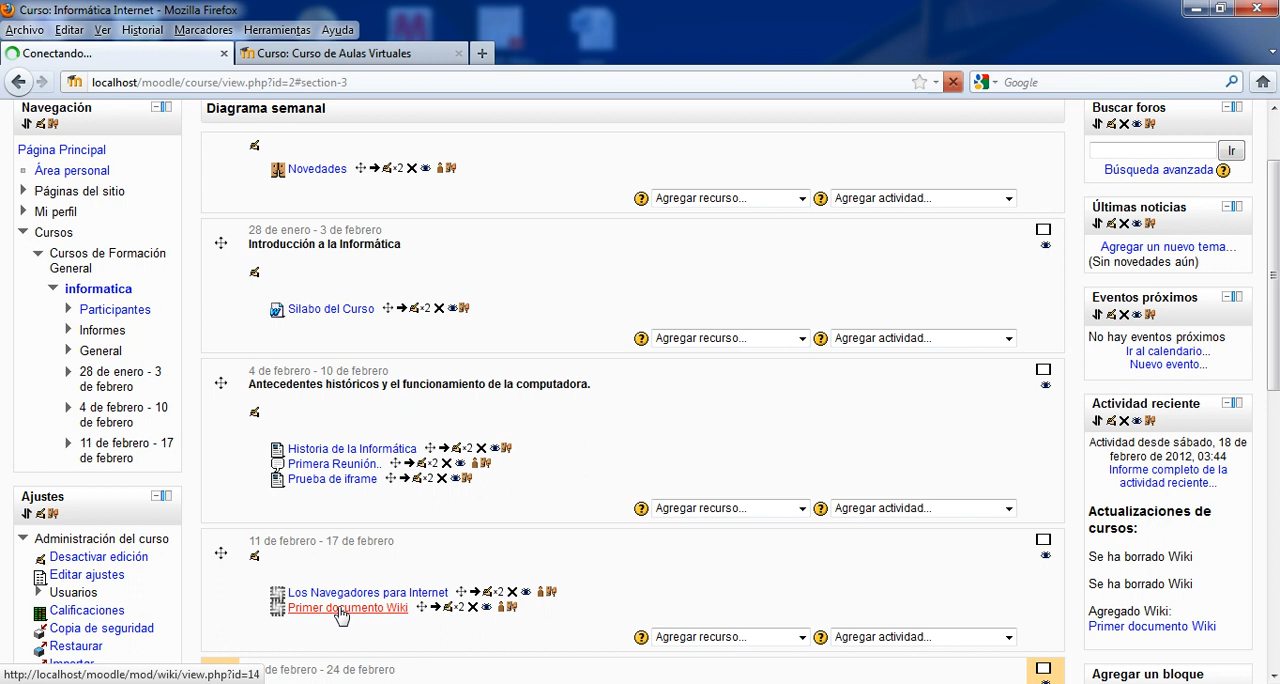 Curso: Informática Internet - Mozilla Firefox
Archivo Editar Ver Historial Marcadores Herramientas Ayuda
Conectando... × Curso: Curso de Aulas Virtuales × +
localhost/moodle/course/view.php?id=2#section-3 Google
Navegación
Página Principal
Área personal
Páginas del sitio
Mi perfil
Cursos
Cursos de Formación
General
informatica
Participantes
Informes
General
28 de enero - 3
de febrero
4 de febrero - 10
de febrero
11 de febrero - 17
de febrero
Ajustes
Administración del curso
Desactivar edición
Editar ajustes
Usuarios
Calificaciones
Copia de seguridad
Restaurar
Importar
http://localhost/moodle/mod/wiki/view.php?id=14
Diagrama semanal
Novedades ×2
Agregar recurso... Agregar actividad...
28 de enero - 3 de febrero
Introducción a la Informática
Silabo del Curso ×2
Agregar recurso... Agregar actividad...
4 de febrero - 10 de febrero
Antecedentes históricos y el funcionamiento de la computadora.
Historia de la Informática ×2
Primera Reunión.. ×2
Prueba de iframe ×2
Agregar recurso... Agregar actividad...
11 de febrero - 17 de febrero
Los Navegadores para Internet ×2
Primer documento Wiki ×2
Agregar recurso... Agregar actividad...
de febrero - 24 de febrero
Buscar foros
Ir
Búsqueda avanzada
Últimas noticias
Agregar un nuevo tema...
(Sin novedades aún)
Eventos próximos
No hay eventos próximos
Ir al calendario...
Nuevo evento...
Actividad reciente
Actividad desde sábado, 18 de
febrero de 2012, 03:44
Informe completo de la
actividad reciente...
Actualizaciones de
cursos:
Se ha borrado Wiki
Se ha borrado Wiki
Agregado Wiki:
Primer documento Wiki
Agregar un bloque